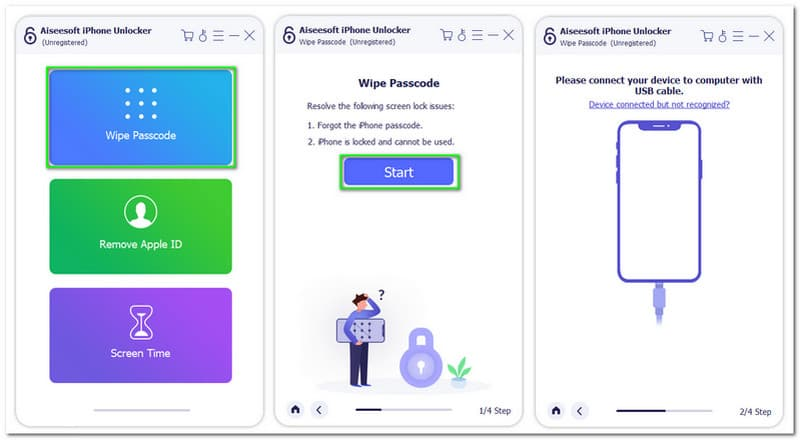 Aiseesoft iPhone Unlocker
(Unregistered)
Wipe Passcode
Remove Apple ID
Screen Time
Aiseesoft iPhone Unlocker
Wipe Passcode (Unregistered)
Wipe Passcode
Resolve the following screen lock issues:
1. Forgot the iPhone passcode.
2. iPhone is locked and cannot be used.
Start
?
1/4 Step
Aiseesoft iPhone Unlocker
Wipe Passcode (Unregistered)
Please connect your device to computer with
USB cable.
Device connected but not recognized?
2/4 Step